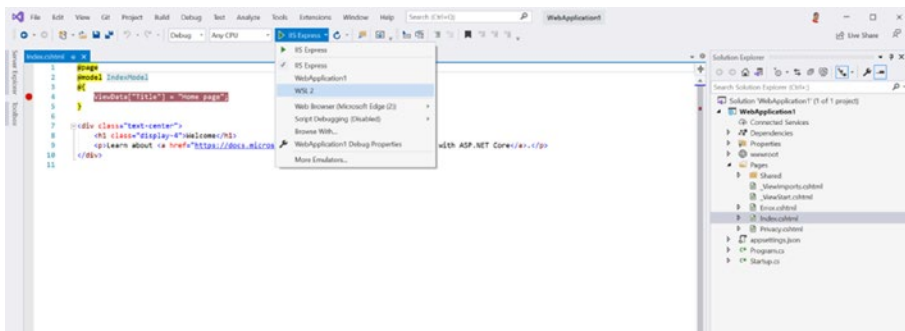 File Edit View Git Project Build Debug Test Analyze Tools Extensions Window Help Search (Ctrl+Q) WebApplication1
Debug Any CPU IIS Express Live Share
Server Explorer
Toolbox
Index.cshtml
1 @page
2 @model IndexModel
3 @{
4 ViewData["Title"] = "Home page";
5 }
6
7 <div class="text-center">
8 <h1 class="display-4">Welcome</h1>
9 <p>Learn about <a href="https://docs.micros with ASP.NET Core</a>.</p>
10 </div>
11
IIS Express
IIS Express
WebApplication1
WSL 2
Web Browser (Microsoft Edge (2))
Script Debugging (Disabled)
Browse With...
WebApplication1 Debug Properties
More Emulators...
Solution Explorer
Search Solution Explorer (Ctrl+;)
Solution 'WebApplication1' (1 of 1 project)
WebApplication1
Connected Services
Dependencies
Properties
wwwroot
Pages
Shared
_ViewImports.cshtml
_ViewStart.cshtml
Error.cshtml
Index.cshtml
Privacy.cshtml
appsettings.json
C# Program.cs
C# Startup.cs